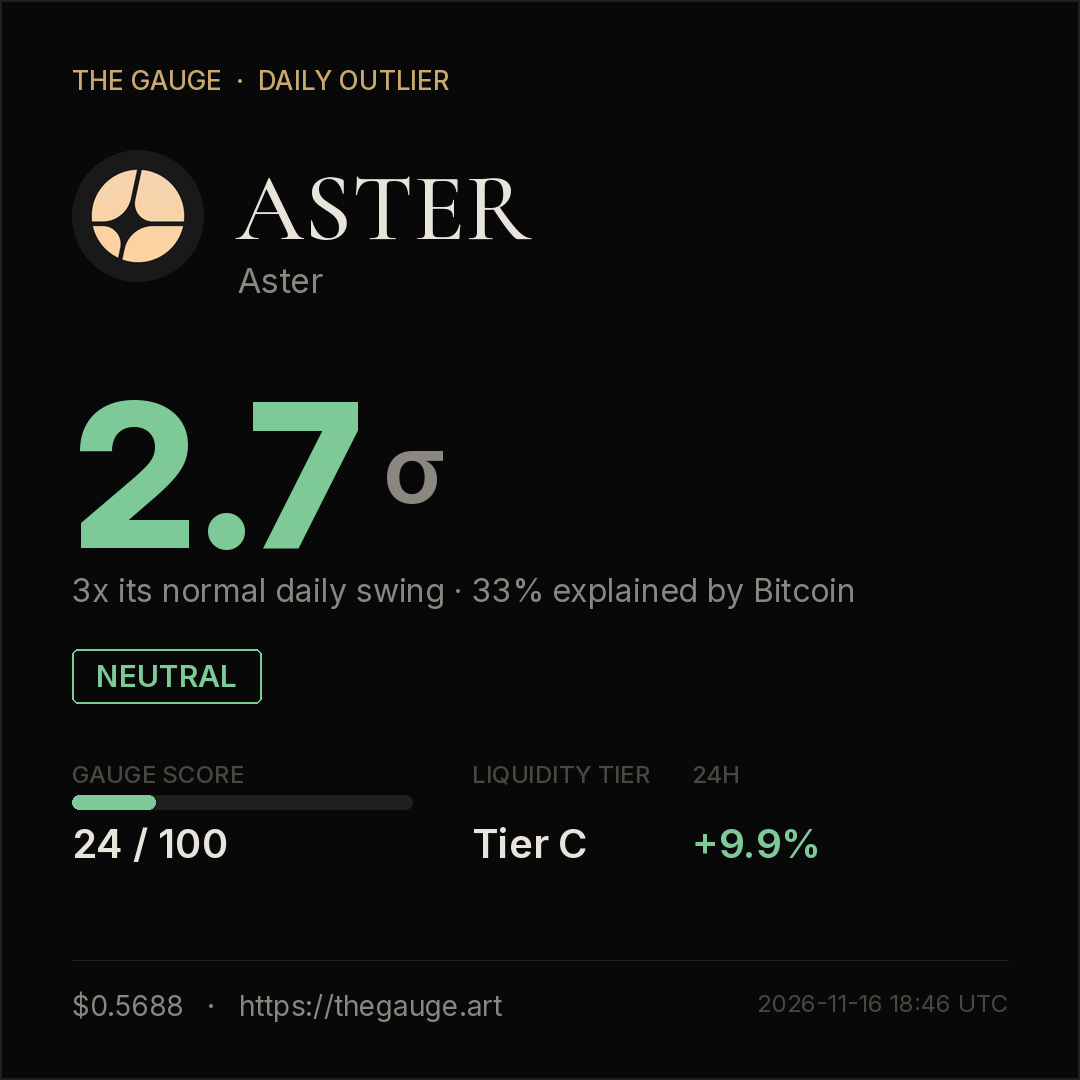 THE GAUGE · DAILY OUTLIER
ASTER
Aster
2.7 σ
3x its normal daily swing · 33% explained by Bitcoin
NEUTRAL
GAUGE SCORE LIQUIDITY TIER 24H
24 / 100 Tier C +9.9%
$0.5688 · https://thegauge.art 2026-11-16 18:46 UTC